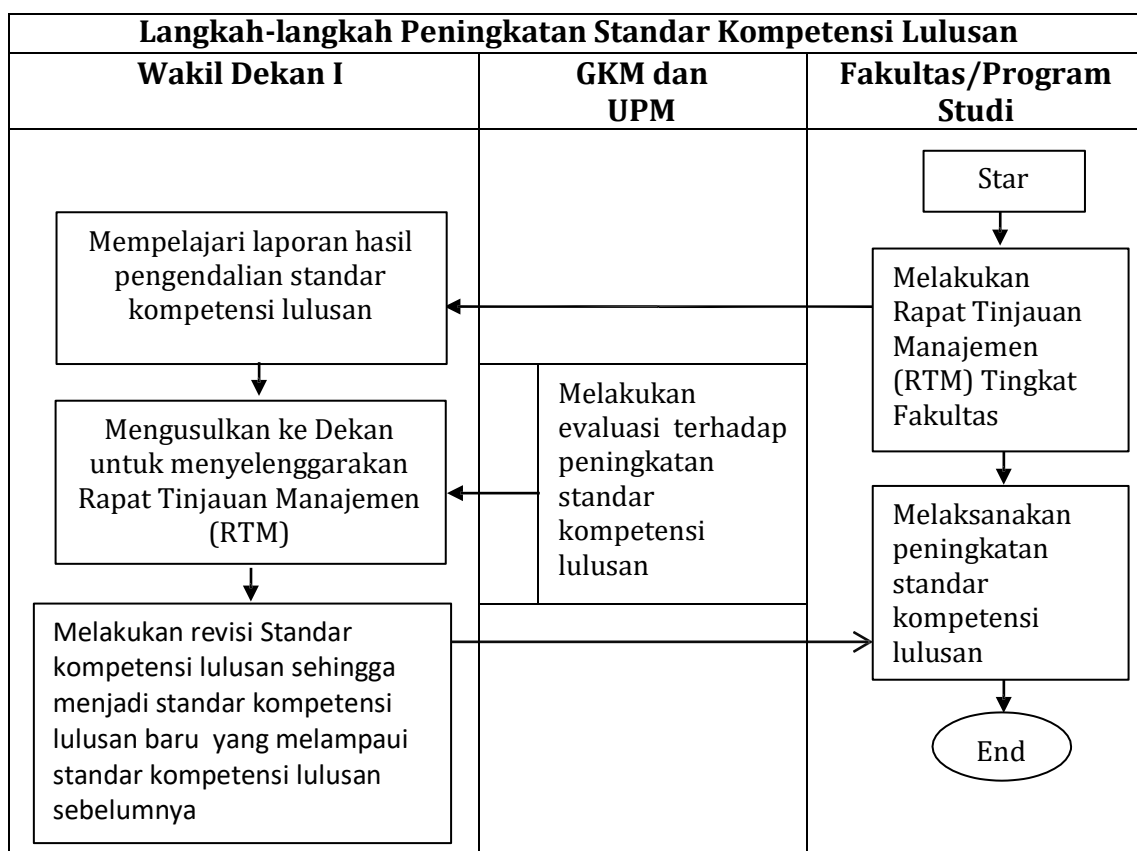 Langkah-langkah Peningkatan Standar Kompetensi Lulusan
Wakil Dekan I
GKM dan
UPM
Fakultas/Program
Studi
Star
Mempelajari laporan hasil
pengendalian standar
kompetensi lulusan
Melakukan
Rapat Tinjauan
Manajemen
(RTM) Tingkat
Fakultas
Mengusulkan ke Dekan
untuk menyelenggarakan
Rapat Tinjauan Manajemen
(RTM)
Melakukan
evaluasi terhadap
peningkatan
standar
kompetensi
lulusan
Melaksanakan
peningkatan
standar
kompetensi
lulusan
Melakukan revisi Standar
kompetensi lulusan sehingga
menjadi standar kompetensi
lulusan baru yang melampaui
standar kompetensi lulusan
sebelumnya
End